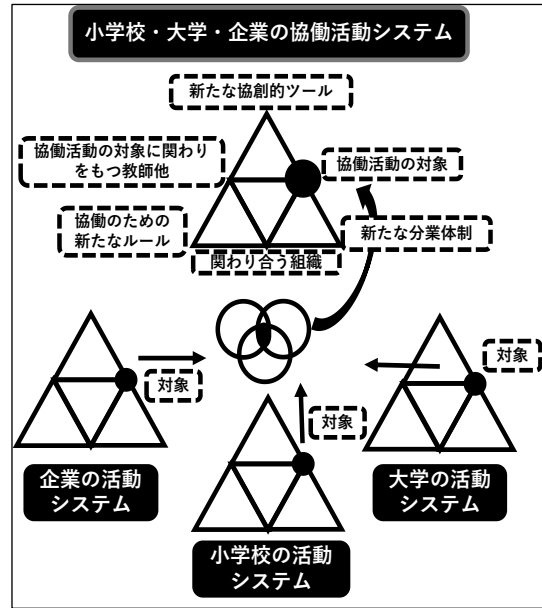 小学校・大学・企業の協働活動システム
新たな協創的ツール
協働活動の対象に関わり
をもつ教師他
協働活動の対象
協働のための
新たなルール
新たな分業体制
関わり合う組織
対象
対象
対象
企業の活動
システム
大学の活動
システム
小学校の活動
システム